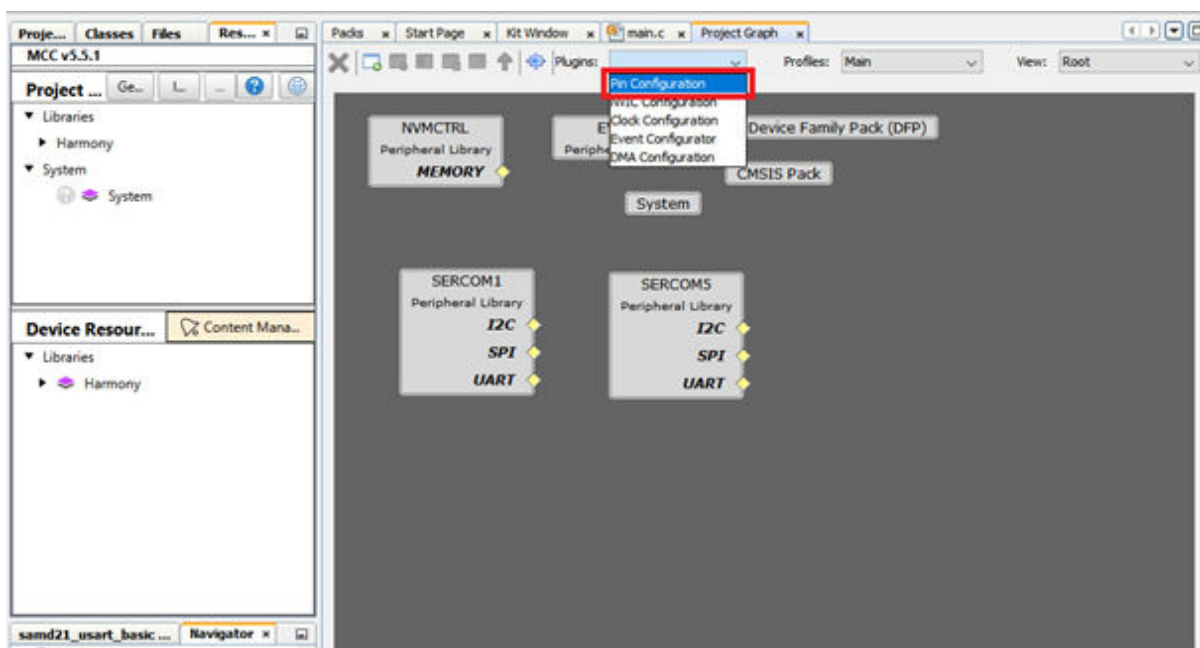 Proje... Classes Files Res... x
Packs x Start Page x Kit Window x main.c x Project Graph x
MCC v5.5.1
Plugins: Profiles: Main View: Root
Project ... Ge... L... ... ?
Pin Configuration
NVIC Configuration
Clock Configuration
Event Configurator
DMA Configuration
Libraries
Harmony
System
System
NVMCTRL
Peripheral Library
MEMORY
E
Periphe
Device Family Pack (DFP)
CMSIS Pack
System
SERCOM1
Peripheral Library
I2C
SPI
UART
SERCOM5
Peripheral Library
I2C
SPI
UART
Device Resour... Content Mana...
Libraries
Harmony
samd21_usart_basic ... Navigator x